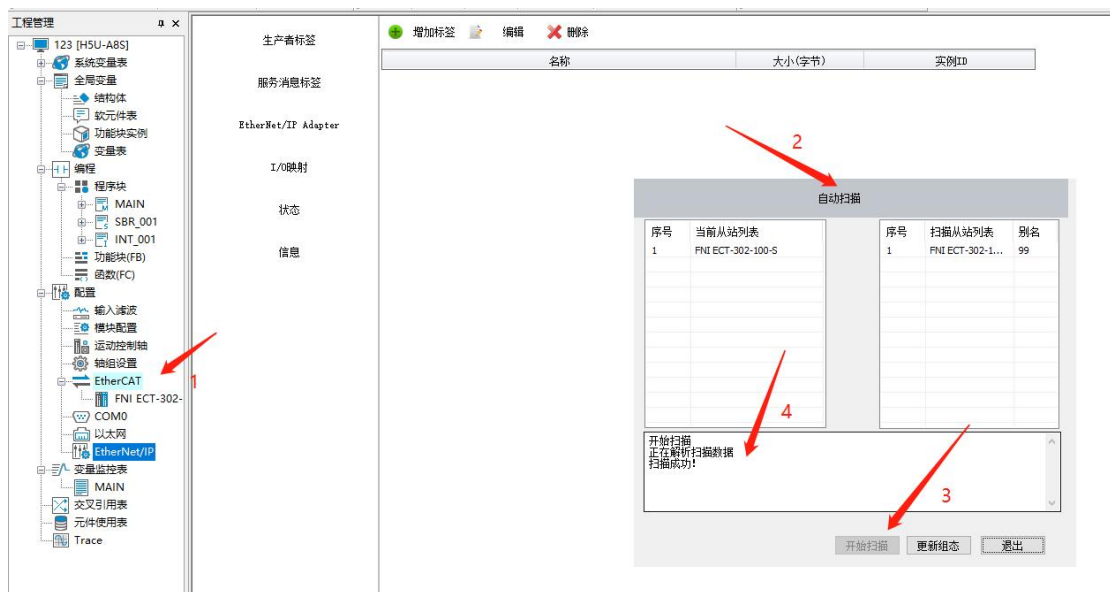 工程管理
123 [H5U-A8S]
系统变量表
全局变量
结构体
软元件表
功能块实例
变量表
编程
程序块
MAIN
SBR_001
INT_001
功能块(FB)
函数(FC)
配置
输入滤波
模块配置
运动控制轴
轴组设置
EtherCAT
FNI ECT-302-
COM0
以太网
EtherNet/IP
变量监控表
MAIN
交叉引用表
元件使用表
Trace
1
生产者标签
服务消息标签
EtherNet/IP Adapter
I/O映射
状态
信息
增加标签 编辑 删除
名称 大小(字节) 实例ID
2
自动扫描
序号 当前从站列表
1 FNI ECT-302-100-S
序号 扫描从站列表 别名
1 FNI ECT-302-1... 99
4
开始扫描
正在解析扫描数据
扫描成功!
3
开始扫描 更新组态 退出